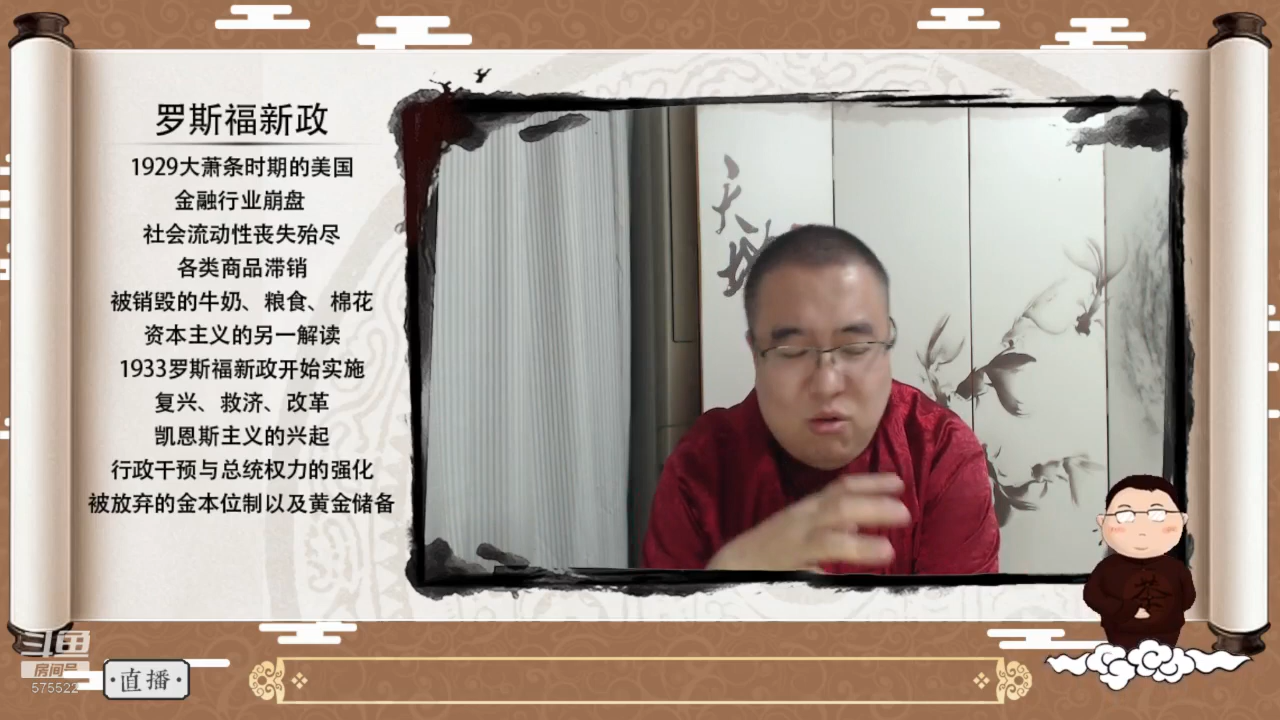 罗斯福新政
1929大萧条时期的美国
金融行业崩盘
社会流动性丧失殆尽
各类商品滞销
被销毁的牛奶、粮食、棉花
资本主义的另一解读
1933罗斯福新政开始实施
复兴、救济、改革
凯恩斯主义的兴起
行政干预与总统权力的强化
被放弃的金本位制以及黄金储备
天
斗鱼
房间号
575522
·直播·